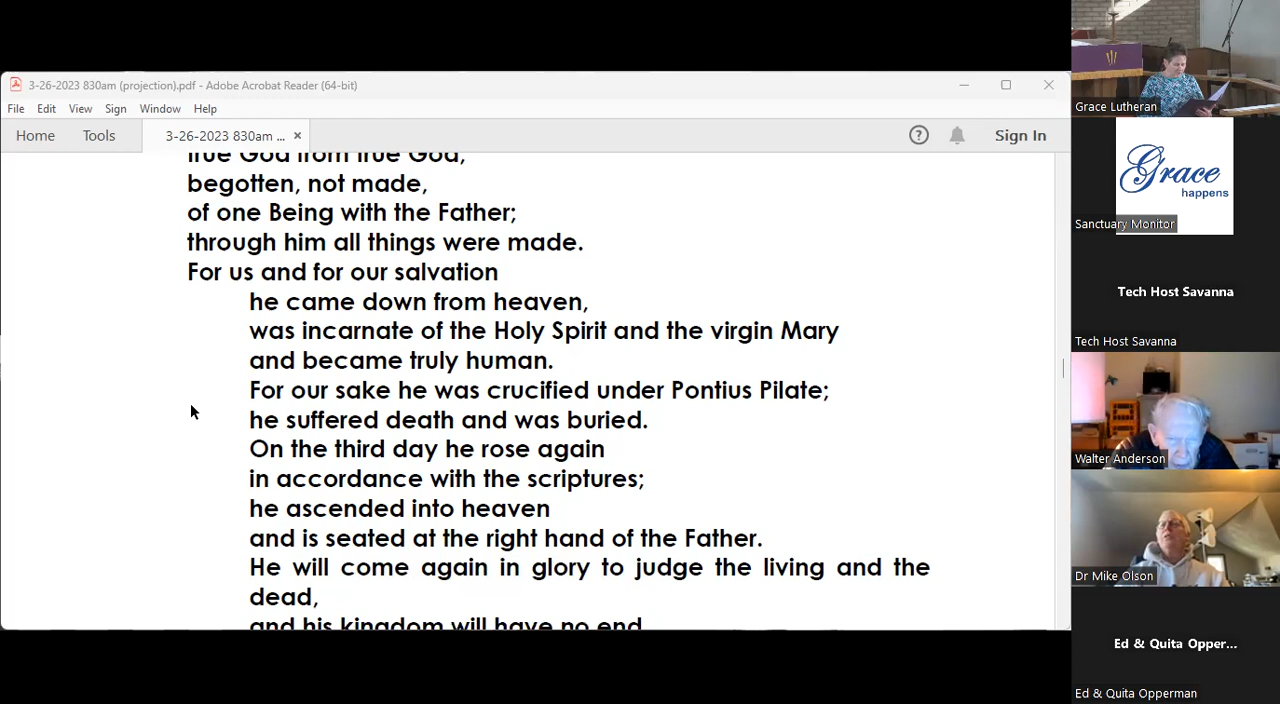 3-26-2023 830am (projection).pdf - Adobe Acrobat Reader (64-bit)
File Edit View Sign Window Help
Home Tools 3-26-2023 830am ... × Sign In
true God from true God,
begotten, not made,
of one Being with the Father;
through him all things were made.
For us and for our salvation
he came down from heaven,
was incarnate of the Holy Spirit and the virgin Mary
and became truly human.
For our sake he was crucified under Pontius Pilate;
he suffered death and was buried.
On the third day he rose again
in accordance with the scriptures;
he ascended into heaven
and is seated at the right hand of the Father.
He will come again in glory to judge the living and the
dead,
and his kingdom will have no end
Grace Lutheran
Grace
happens
Sanctuary Monitor
Tech Host Savanna
Tech Host Savanna
Walter Anderson
Dr Mike Olson
Ed & Quita Opper...
Ed & Quita Opperman